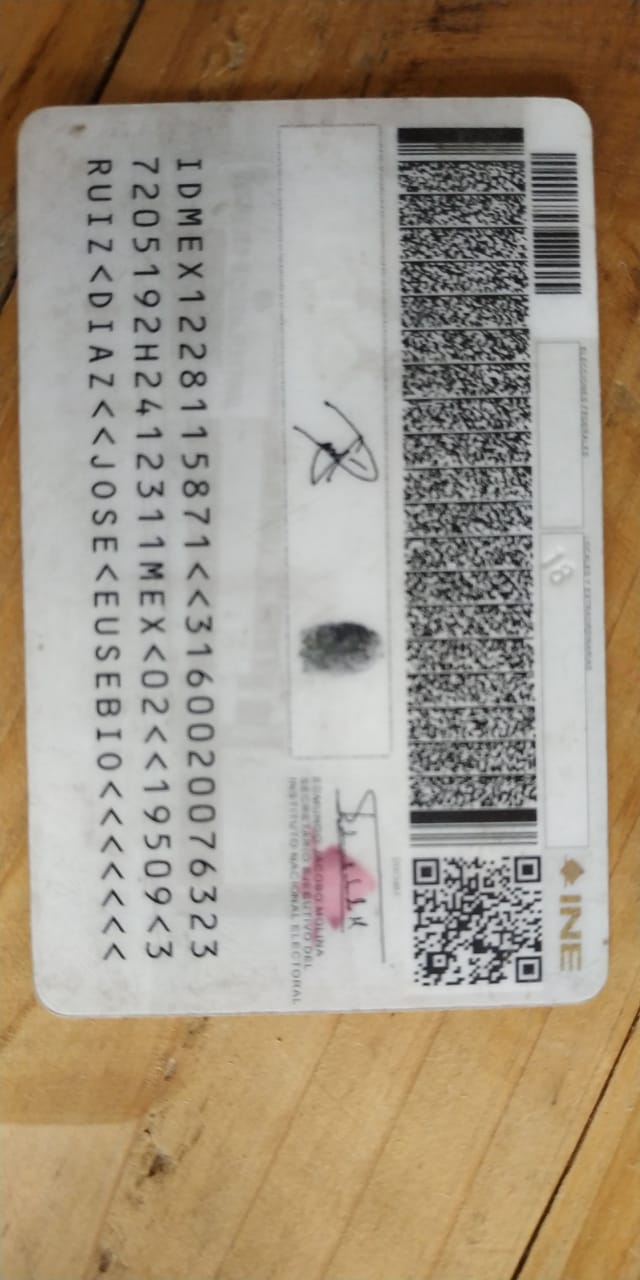 ELECCIONES FEDERALES
LOCALES Y EXTRAORDINARIAS
18
INE
EDMUNDO JACOBO MOLINA
SECRETARIO EJECUTIVO DEL
INSTITUTO NACIONAL ELECTORAL
IDMEX1228115871<<3160020076323
7205192H2412311MEX<02<<19509<3
RUIZ<DIAZ<<JOSE<EUSEBIO<<<<<<<